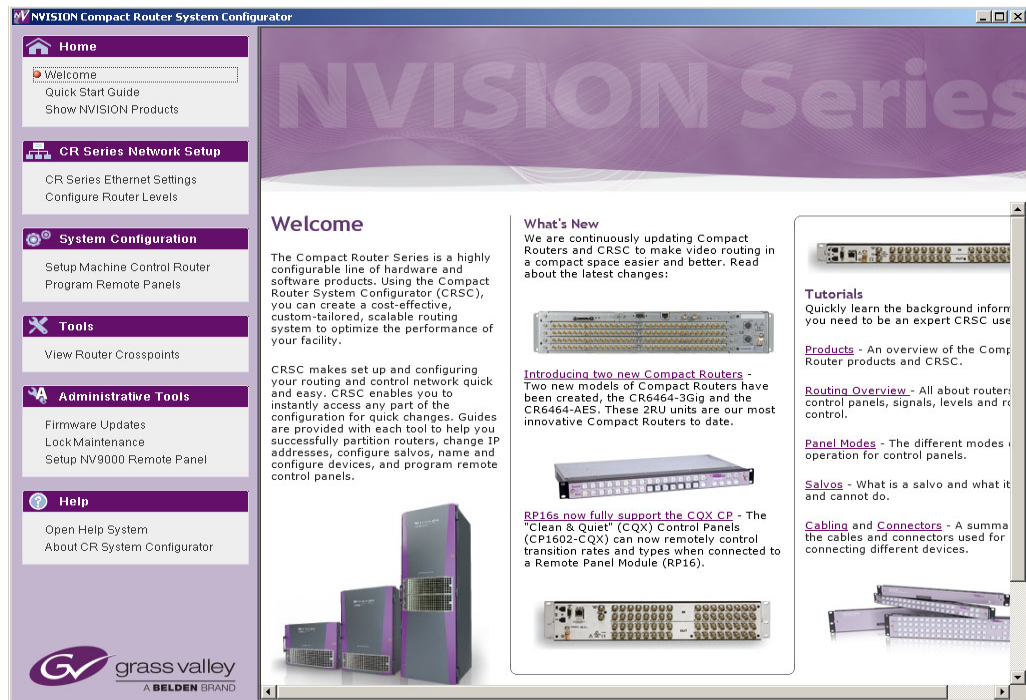 NVISION Compact Router System Configurator
Home
Welcome
Quick Start Guide
Show NVISION Products
CR Series Network Setup
CR Series Ethernet Settings
Configure Router Levels
System Configuration
Setup Machine Control Router
Program Remote Panels
Tools
View Router Crosspoints
Administrative Tools
Firmware Updates
Lock Maintenance
Setup NV9000 Remote Panel
Help
Open Help System
About CR System Configurator
grass valley
A BELDEN BRAND
NVISION Series
Welcome
The Compact Router Series is a highly
configurable line of hardware and
software products. Using the Compact
Router System Configurator (CRSC),
you can create a cost-effective,
custom-tailored, scalable routing
system to optimize the performance of
your facility.
CRSC makes set up and configuring
your routing and control network quick
and easy. CRSC enables you to
instantly access any part of the
configuration for quick changes. Guides
are provided with each tool to help you
successfully partition routers, change IP
addresses, configure salvos, name and
configure devices, and program remote
control panels.
What's New
We are continuously updating Compact
Routers and CRSC to make video routing in
a compact space easier and better. Read
about the latest changes:
Introducing two new Compact Routers -
Two new models of Compact Routers have
been created, the CR6464-3Gig and the
CR6464-AES. These 2RU units are our most
innovative Compact Routers to date.
RP16s now fully support the CQX CP - The
"Clean & Quiet" (CQX) Control Panels
(CP1602-CQX) can now remotely control
transition rates and types when connected to
a Remote Panel Module (RP16).
Tutorials
Quickly learn the background inform
you need to be an expert CRSC use
Products - An overview of the Comp
Router products and CRSC.
Routing Overview - All about routers
control panels, signals, levels and ro
control.
Panel Modes - The different modes o
operation for control panels.
Salvos - What is a salvo and what it
and cannot do.
Cabling and Connectors - A summa
the cables and connectors used for
connecting different devices.